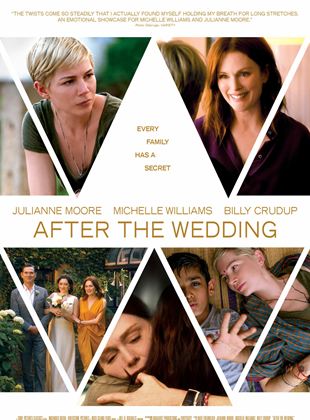 "THE TWISTS COME SO STEADILY THAT I ACTUALLY FOUND MYSELF HOLDING MY BREATH FOR LONG STRETCHES.
AN EMOTIONAL SHOWCASE FOR MICHELLE WILLIAMS AND JULIANNE MOORE."
EVERY
FAMILY
HAS A
SECRET
JULIANNE MOORE MICHELLE WILLIAMS BILLY CRUDUP
AFTER THE WEDDING